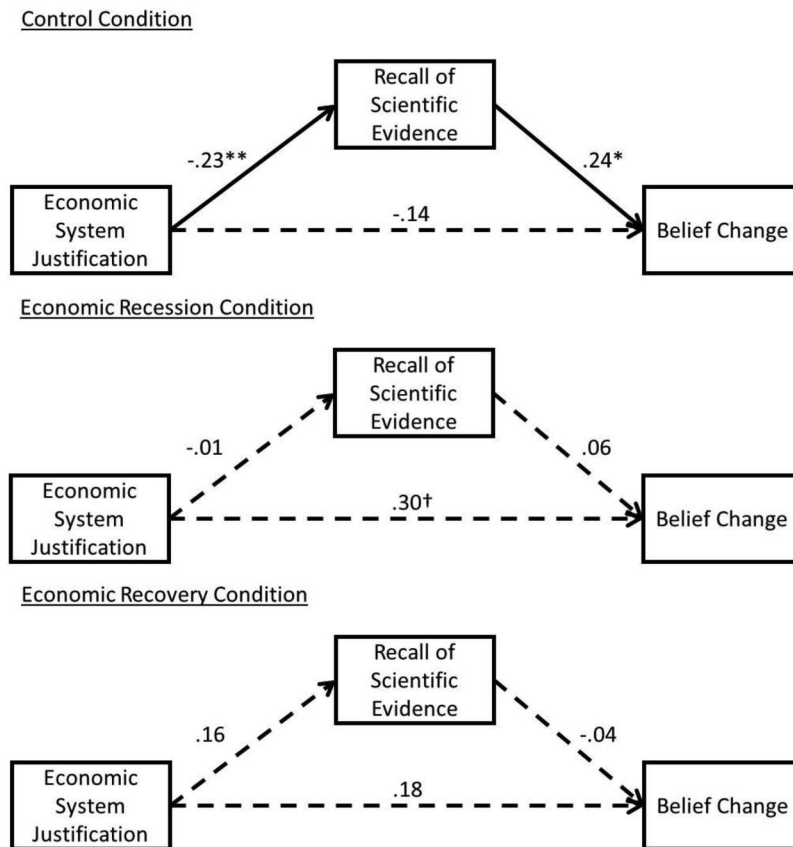 Control Condition
Recall of
Scientific
Evidence
-.23**
.24*
Economic
System
Justification
-.14
Belief Change
Economic Recession Condition
Recall of
Scientific
Evidence
-.01
.06
Economic
System
Justification
.30†
Belief Change
Economic Recovery Condition
Recall of
Scientific
Evidence
.16
-.04
Economic
System
Justification
.18
Belief Change